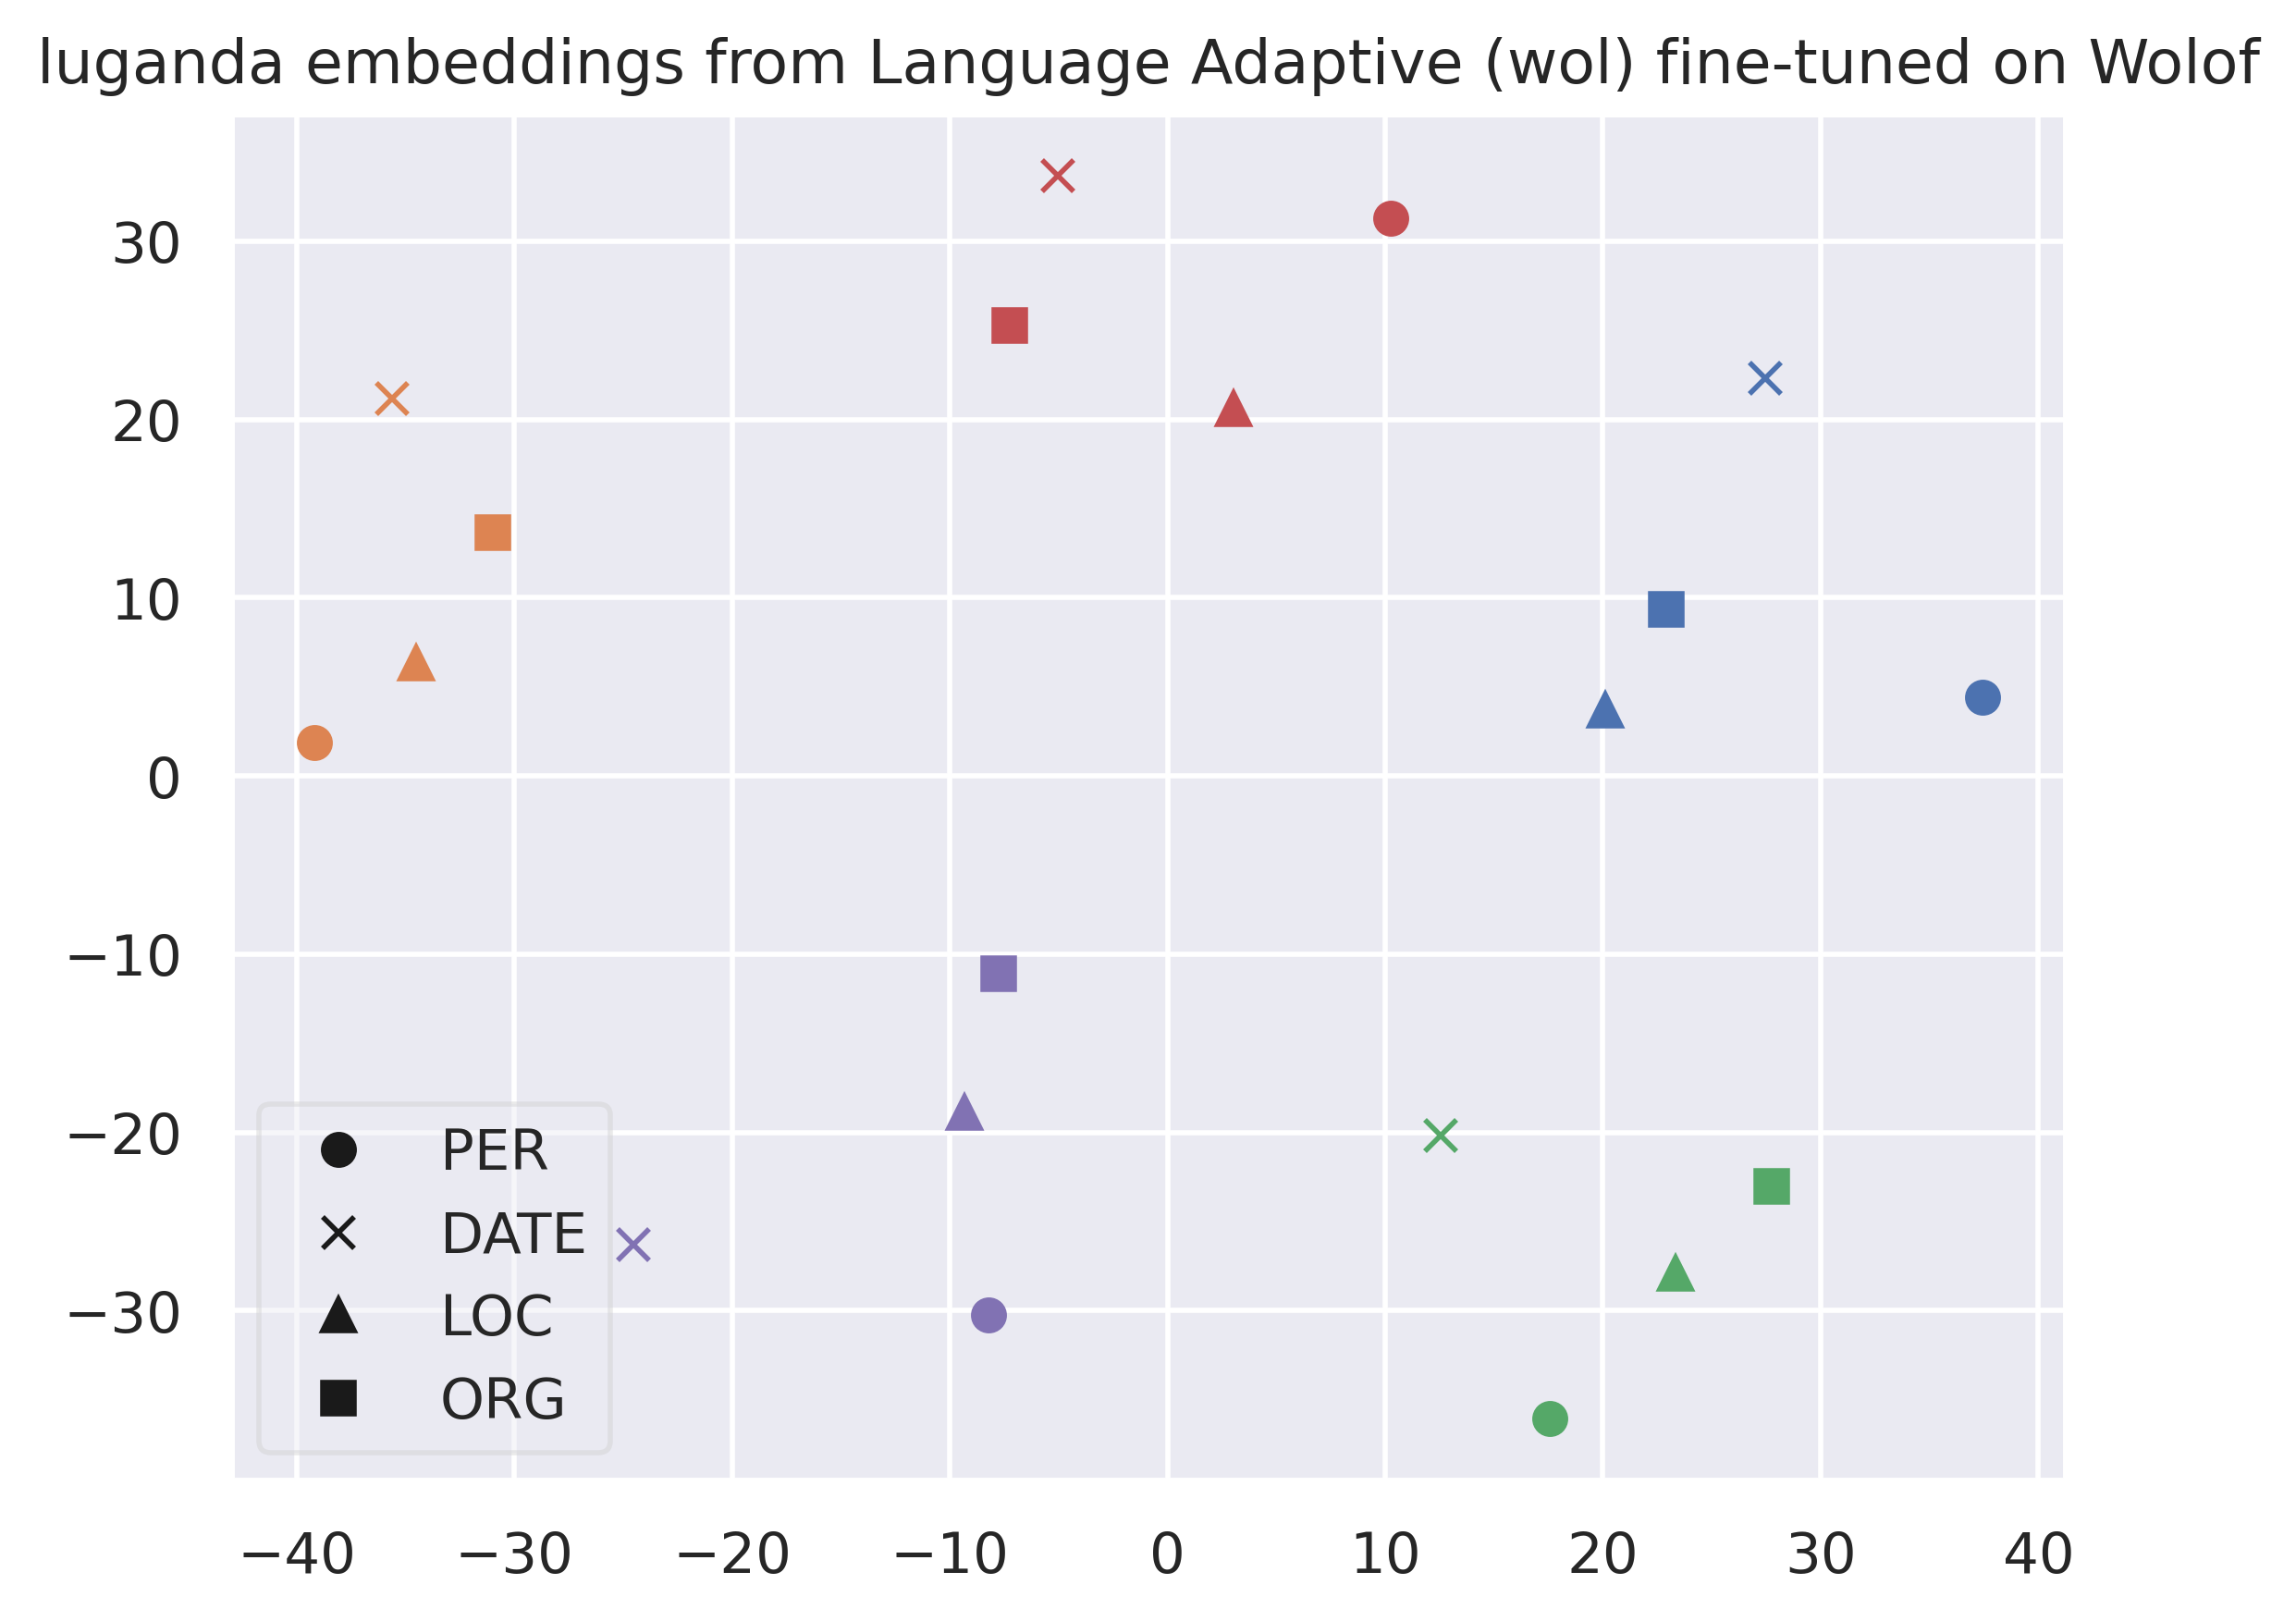 luganda embeddings from Language Adaptive (wol) fine-tuned on Wolof
30
20
10
0
−10
−20
−30
PER
DATE
LOC
ORG
−40 −30 −20 −10 0 10 20 30 40